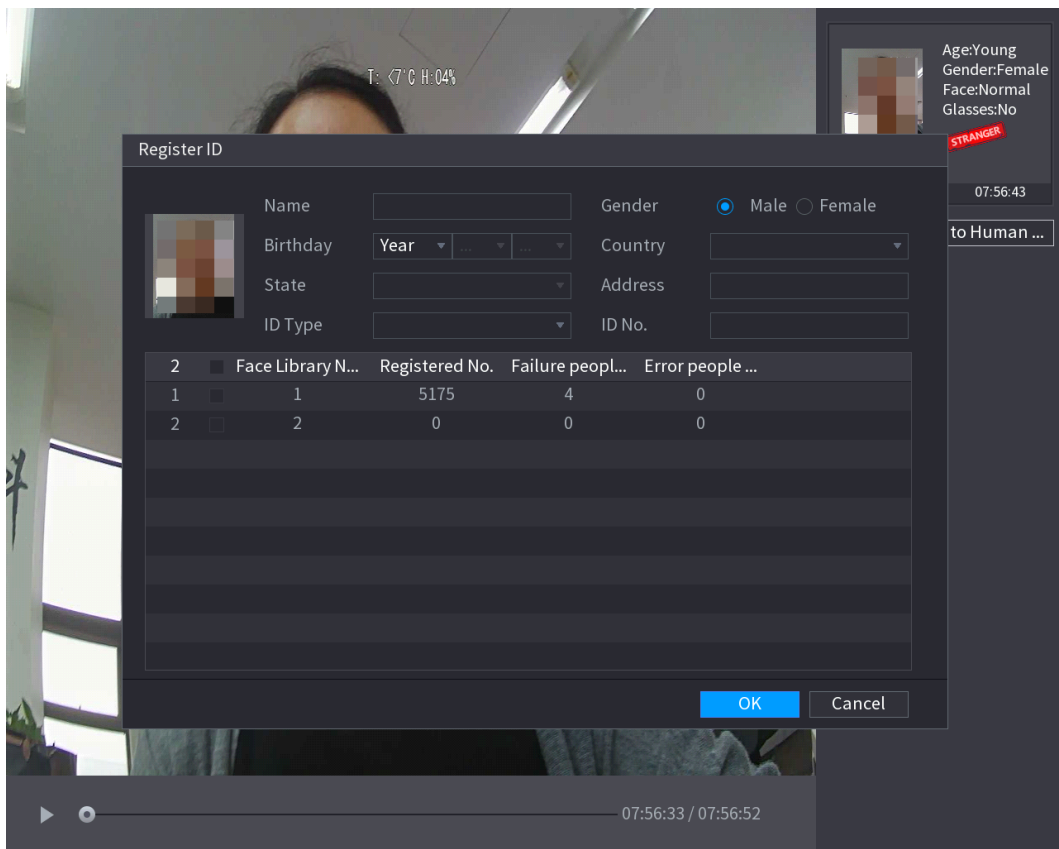 T: <7°C H:04%
Age:Young
Gender:Female
Face:Normal
Glasses:No
STRANGER
07:56:43
to Human ...
Register ID
Name
Gender Male Female
Birthday Year ... ... Country
State Address
ID Type ID No.
2 Face Library N... Registered No. Failure peopl... Error people ...
1 1 5175 4 0
2 2 0 0 0
OK Cancel
07:56:33 / 07:56:52